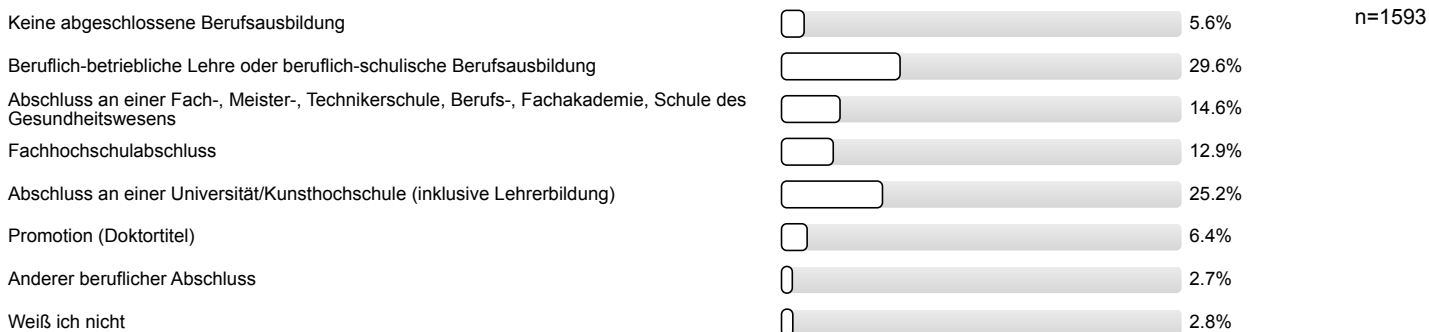 Keine abgeschlossene Berufsausbildung 5.6% n=1593
Beruflich-betriebliche Lehre oder beruflich-schulische Berufsausbildung 29.6%
Abschluss an einer Fach-, Meister-, Technikerschule, Berufs-, Fachakademie, Schule des
Gesundheitswesens 14.6%
Fachhochschulabschluss 12.9%
Abschluss an einer Universität/Kunsthochschule (inklusive Lehrerbildung) 25.2%
Promotion (Doktortitel) 6.4%
Anderer beruflicher Abschluss 2.7%
Weiß ich nicht 2.8%